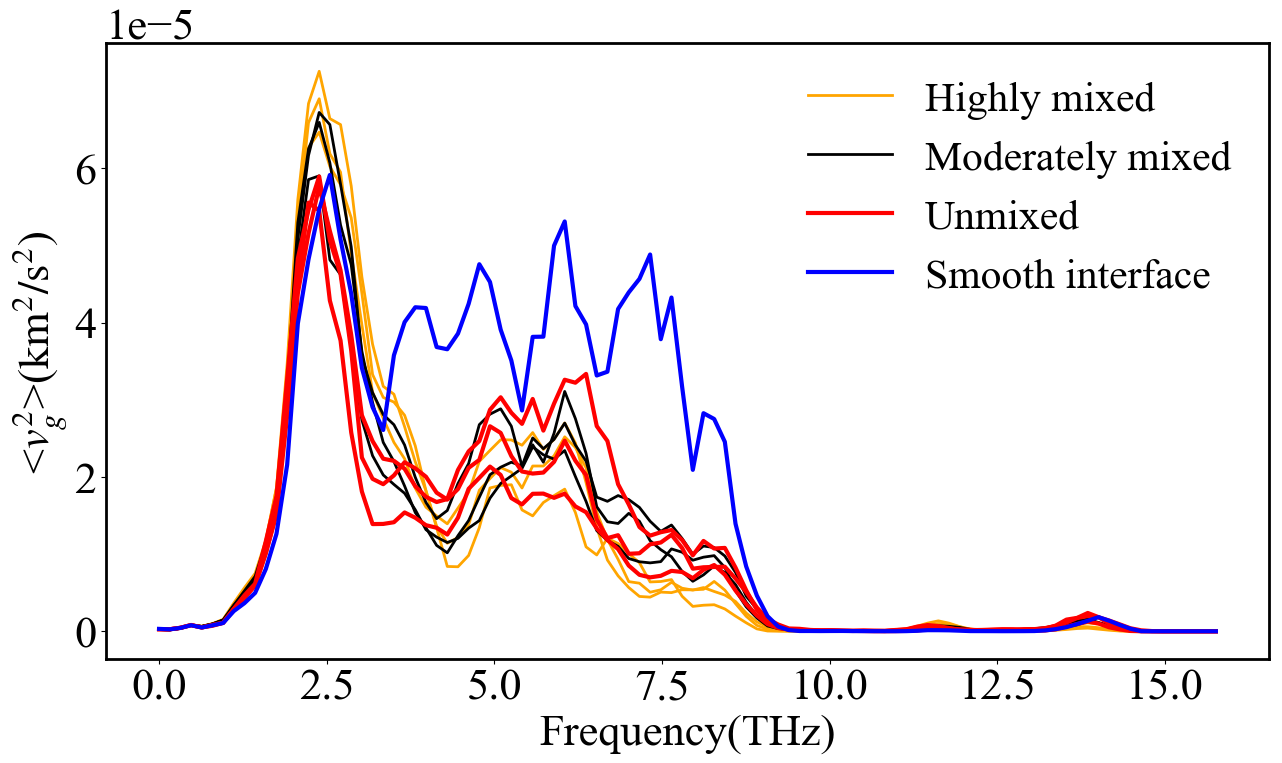 1e−5
6
4
2
0
<v_g^2>(km^2/s^2)
Highly mixed
Moderately mixed
Unmixed
Smooth interface
0.0 2.5 5.0 7.5 10.0 12.5 15.0
Frequency(THz)